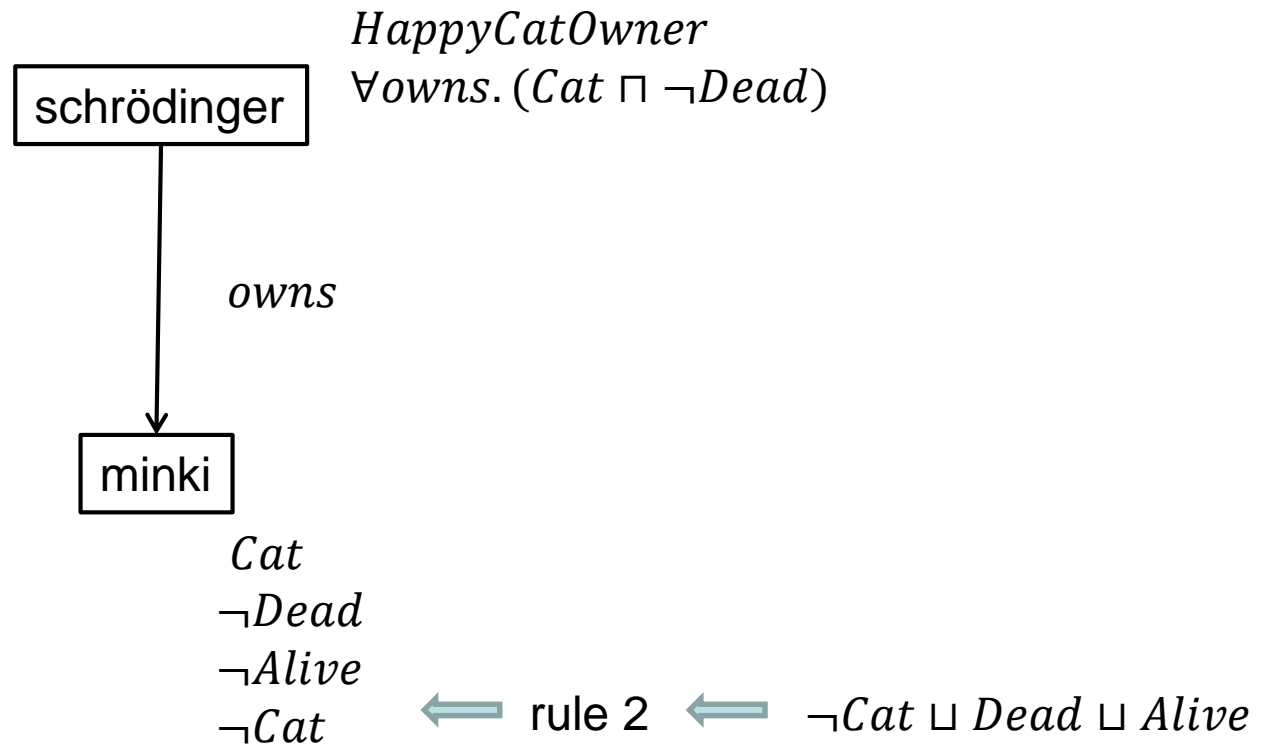 HappyCatOwner
schrödinger
∀owns.(Cat ⊓ ¬Dead)
owns
minki
Cat
¬Dead
¬Alive
¬Cat
rule 2
¬Cat ⊔ Dead ⊔ Alive